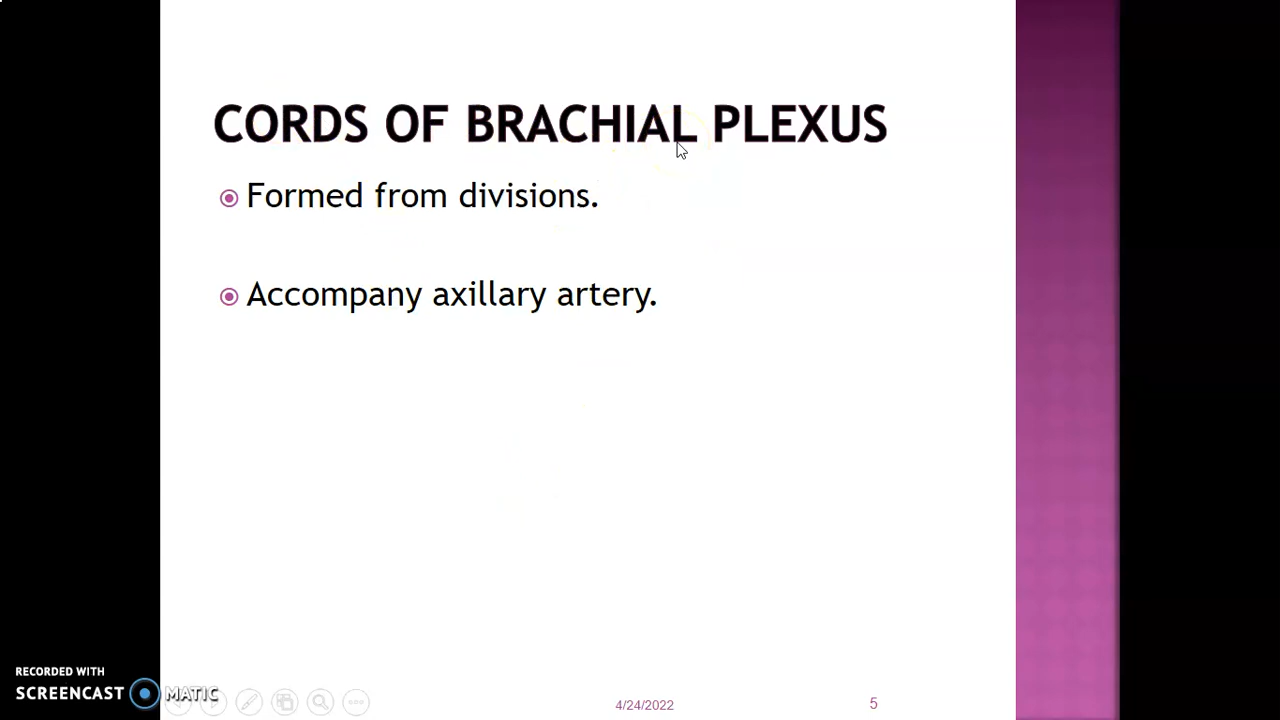 CORDS OF BRACHIAL PLEXUS
Formed from divisions.
Accompany axillary artery.
RECORDED WITH
SCREENCAST MATIC
4/24/2022
5